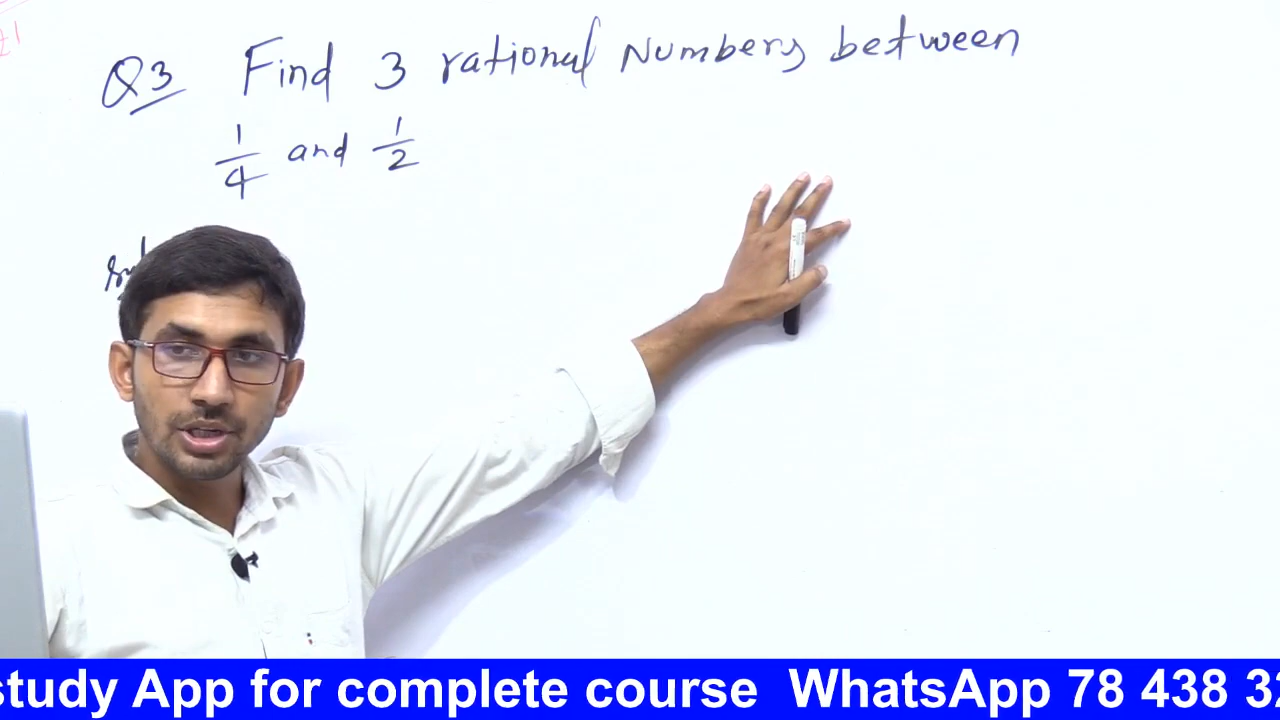 Q3 Find 3 rational Numbers between
1/4 and 1/2
study App for complete course WhatsApp 78 438 32